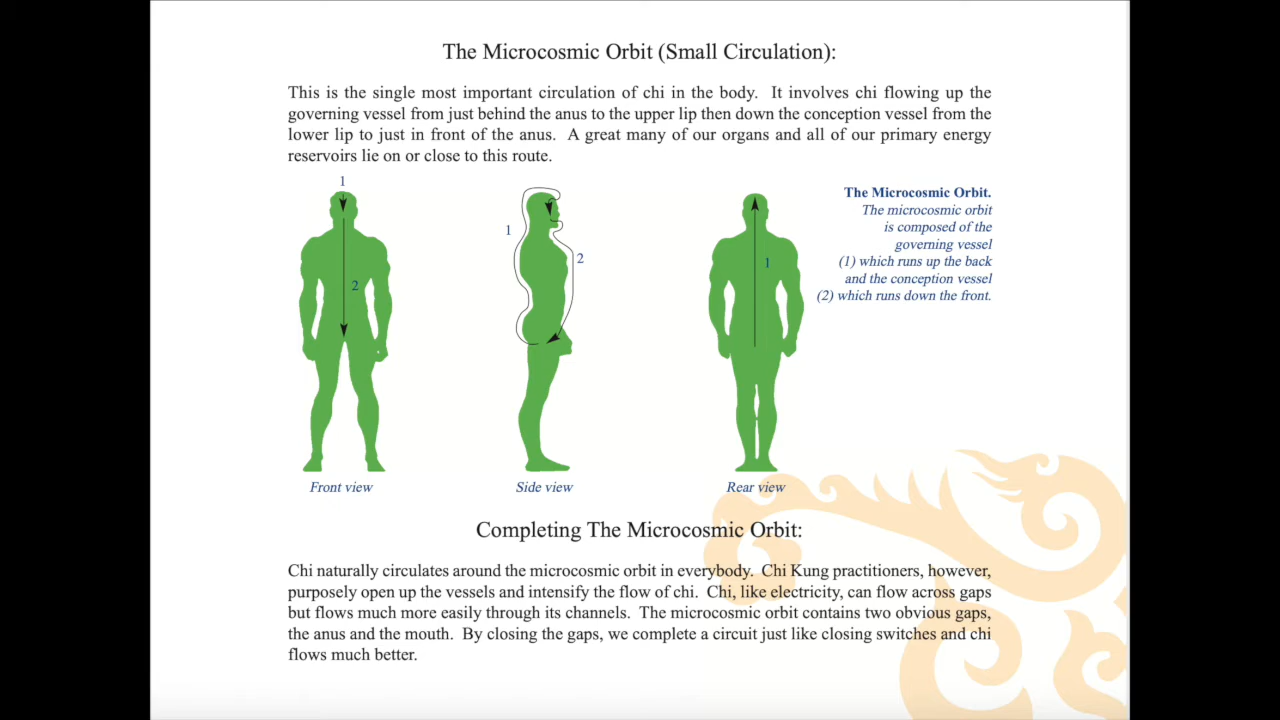 The Microcosmic Orbit (Small Circulation):
This is the single most important circulation of chi in the body. It involves chi flowing up the
governing vessel from just behind the anus to the upper lip then down the conception vessel from the
lower lip to just in front of the anus. A great many of our organs and all of our primary energy
reservoirs lie on or close to this route.
1
2
Front view
1
2
Side view
1
Rear view
The Microcosmic Orbit.
The microcosmic orbit
is composed of the
governing vessel
(1) which runs up the back
and the conception vessel
(2) which runs down the front.
Completing The Microcosmic Orbit:
Chi naturally circulates around the microcosmic orbit in everybody. Chi Kung practitioners, however,
purposely open up the vessels and intensify the flow of chi. Chi, like electricity, can flow across gaps
but flows much more easily through its channels. The microcosmic orbit contains two obvious gaps,
the anus and the mouth. By closing the gaps, we complete a circuit just like closing switches and chi
flows much better.